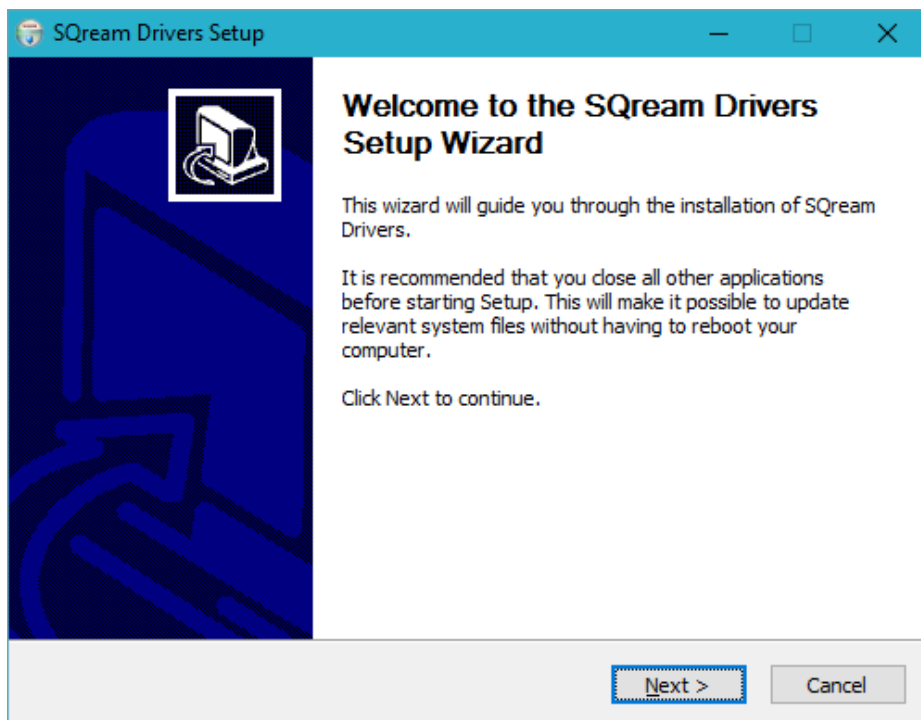 SQream Drivers Setup
Welcome to the SQream Drivers
Setup Wizard
This wizard will guide you through the installation of SQream
Drivers.
It is recommended that you close all other applications
before starting Setup. This will make it possible to update
relevant system files without having to reboot your
computer.
Click Next to continue.
Next >
Cancel